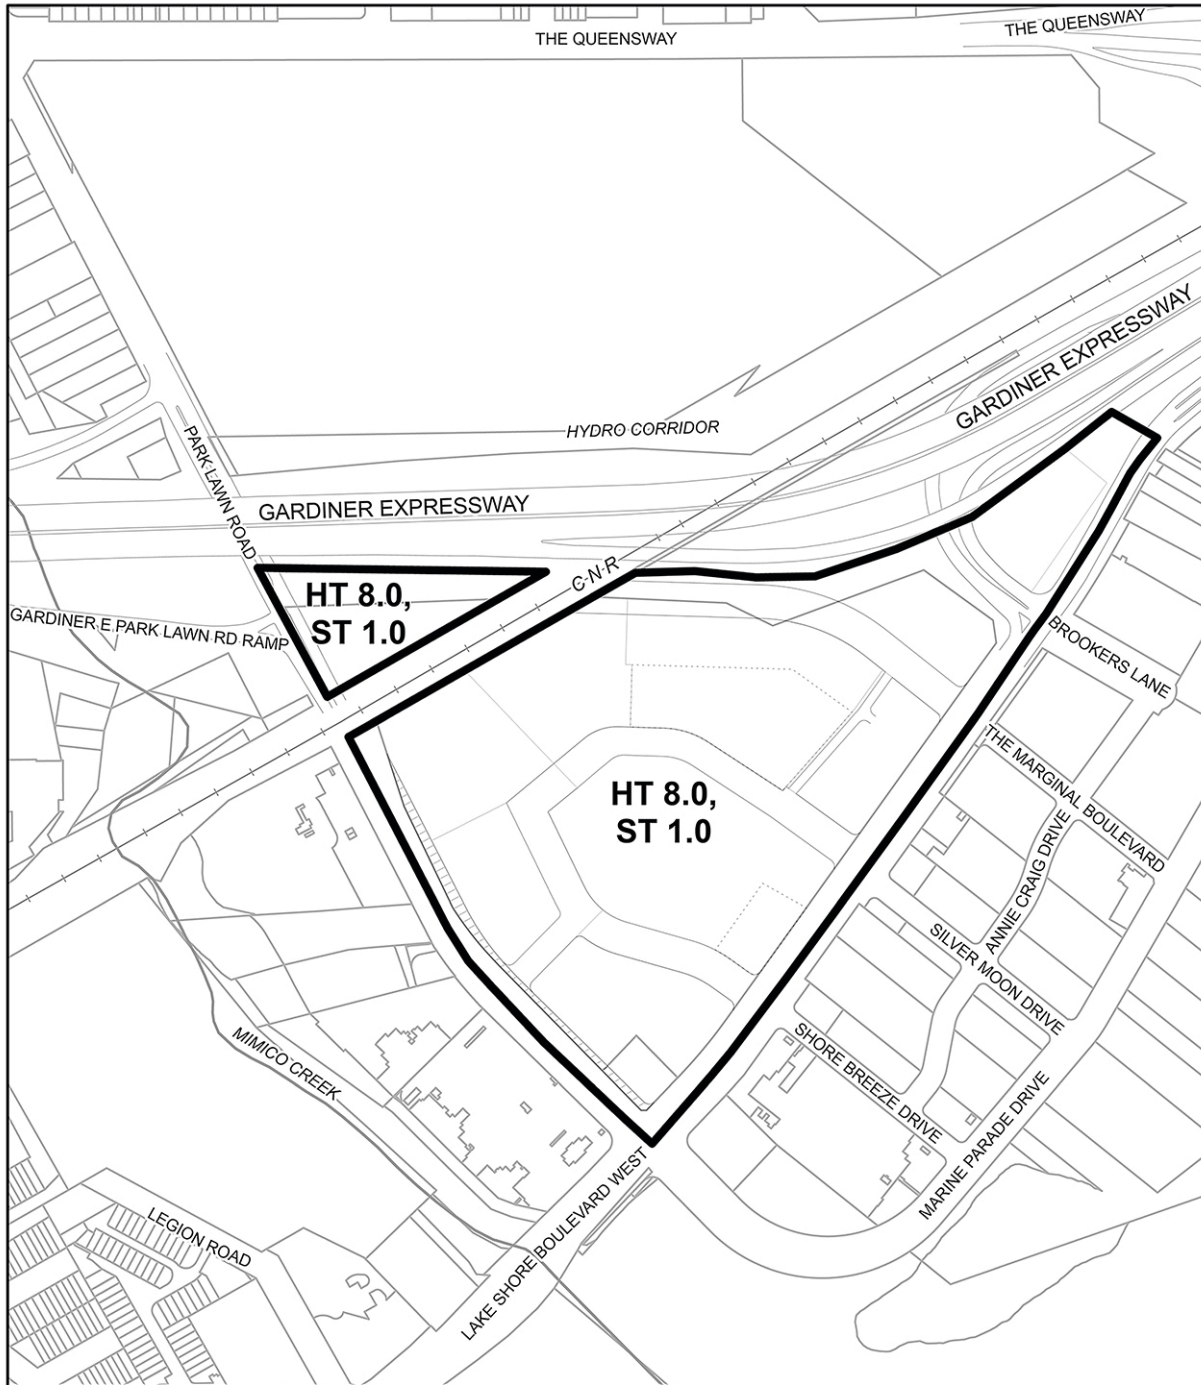 THE QUEENSWAY
THE QUEENSWAY
GARDINER EXPRESSWAY
HYDRO CORRIDOR
PARK LAWN ROAD
GARDINER EXPRESSWAY
C N R
HT 8.0,
ST 1.0
GARDINER E PARK LAWN RD RAMP
BROOKERS LANE
THE MARGINAL BOULEVARD
HT 8.0,
ST 1.0
ANNIE CRAIG DRIVE
SILVER MOON DRIVE
SHORE BREEZE DRIVE
MIMICO CREEK
MARINE PARADE DRIVE
LEGION ROAD
LAKE SHORE BOULEVARD WEST